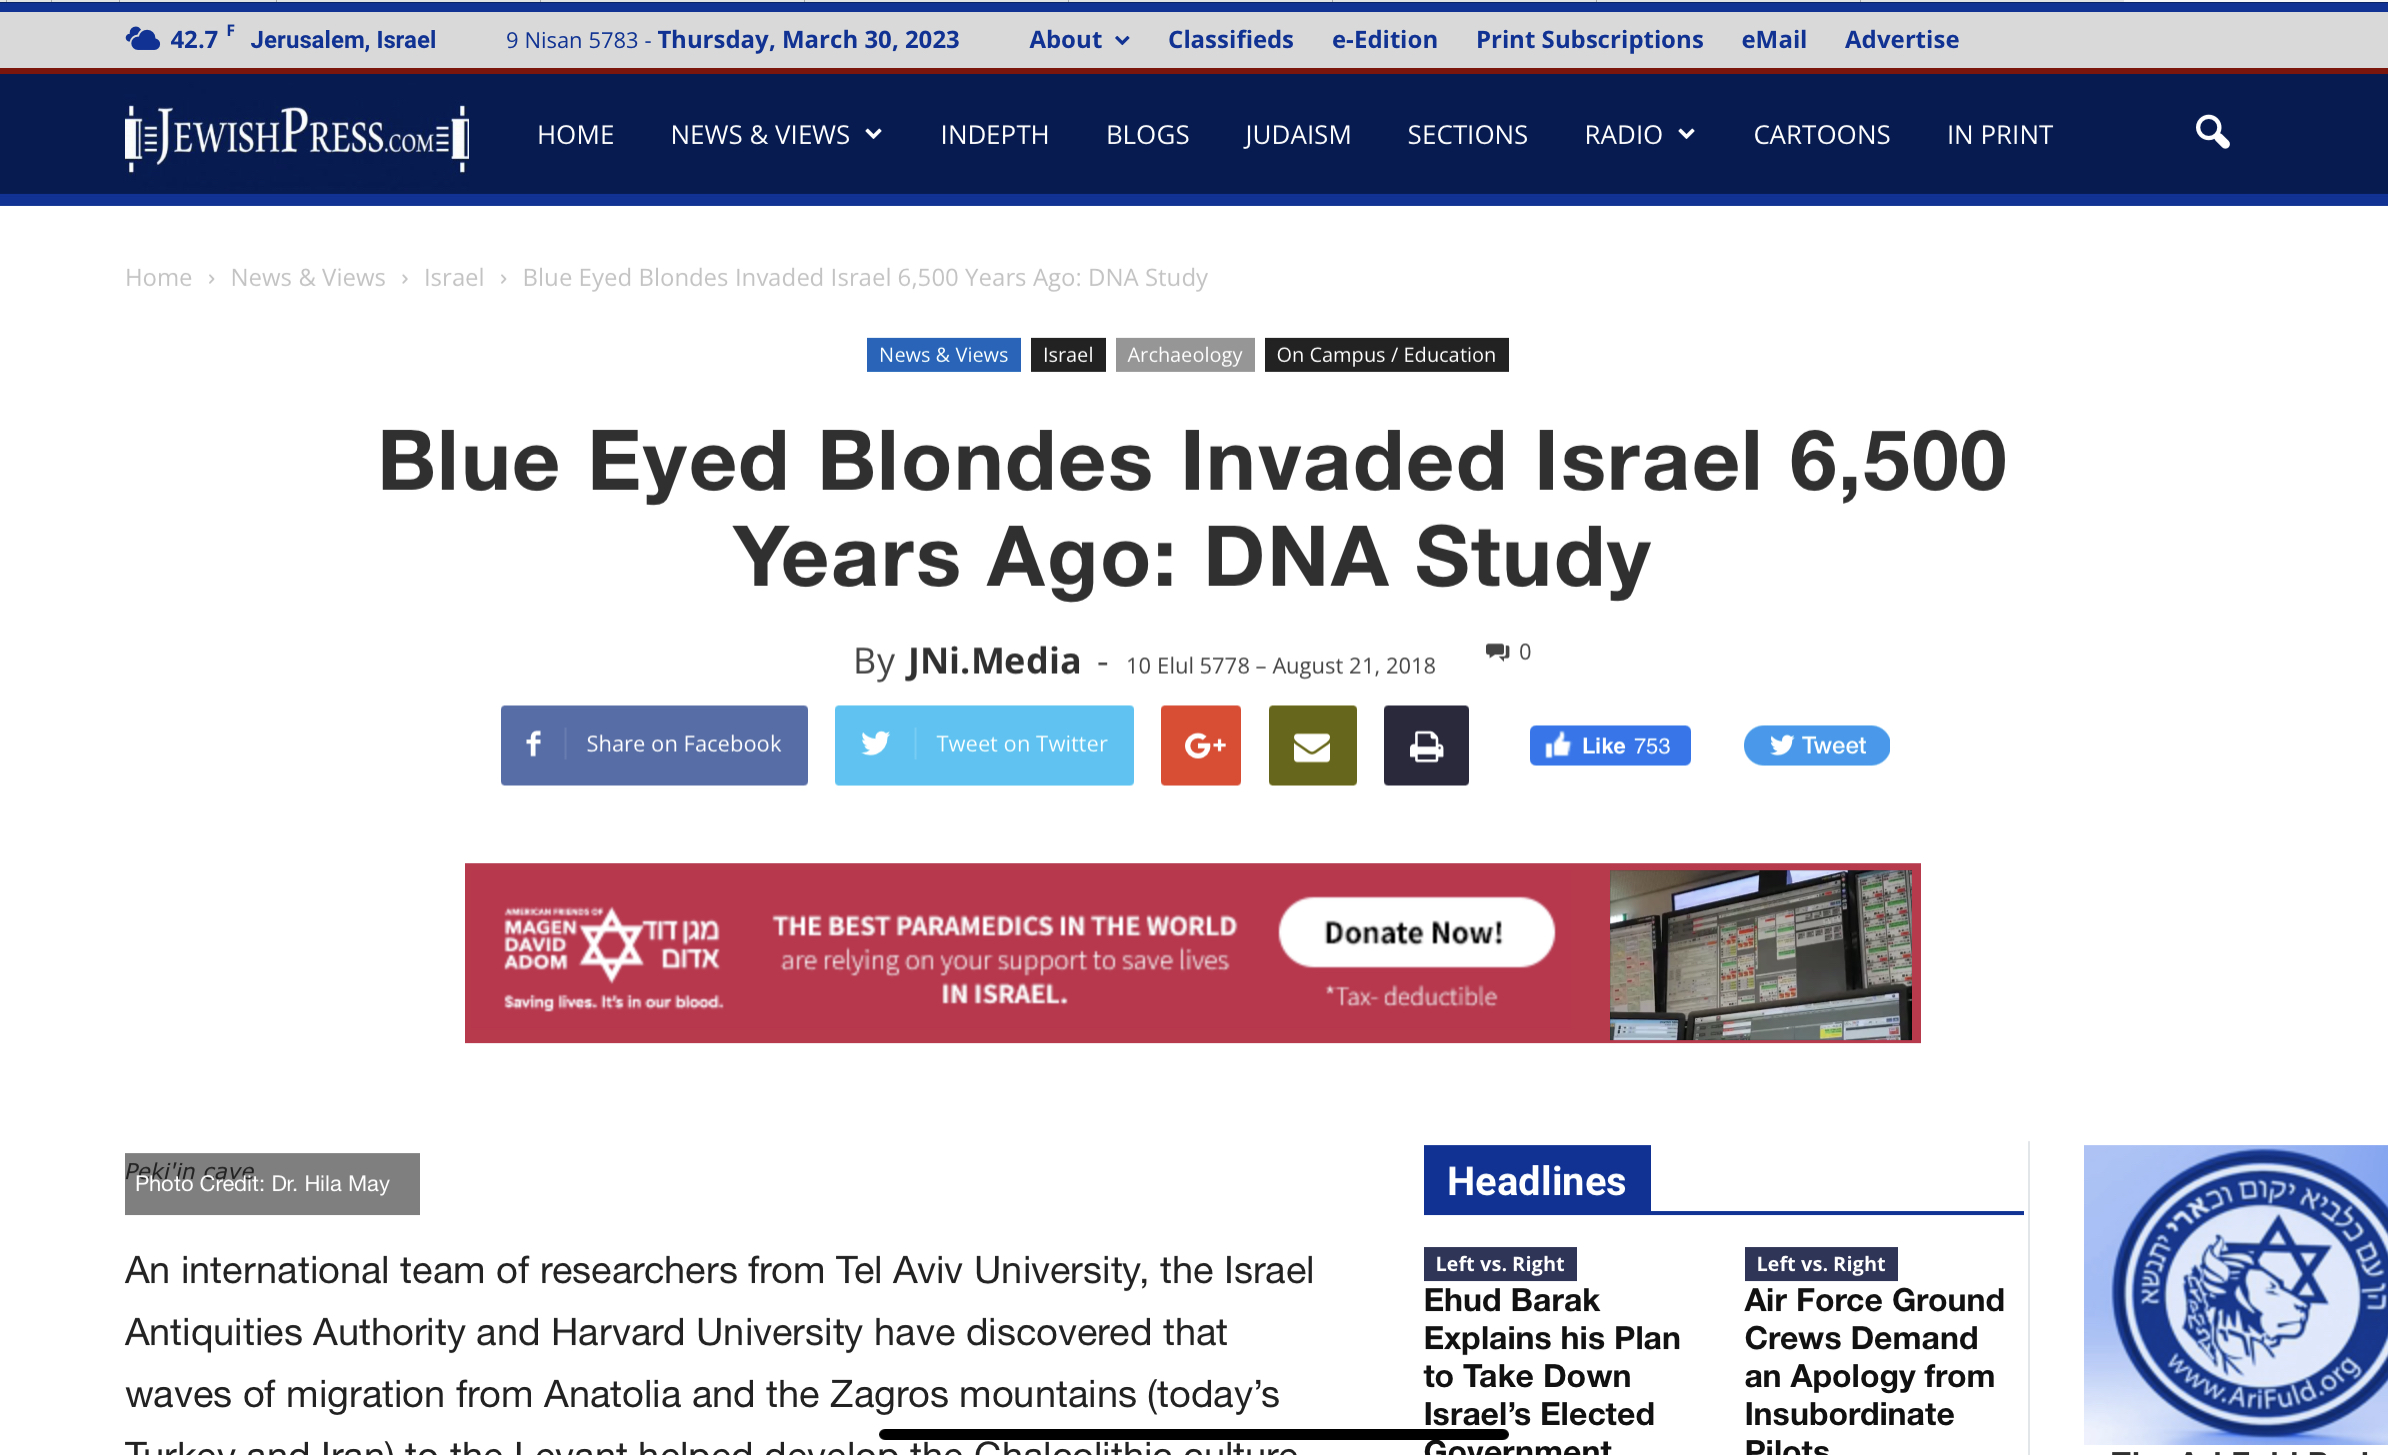 42.7 F Jerusalem, Israel 9 Nisan 5783 - Thursday, March 30, 2023 About Classifieds e-Edition Print Subscriptions eMail Advertise
JEWISHPRESS.COM HOME NEWS & VIEWS INDEPTH BLOGS JUDAISM SECTIONS RADIO CARTOONS IN PRINT
Home › News & Views › Israel › Blue Eyed Blondes Invaded Israel 6,500 Years Ago: DNA Study
News & Views Israel Archaeology On Campus / Education
Blue Eyed Blondes Invaded Israel 6,500
Years Ago: DNA Study
By JNi.Media - 10 Elul 5778 – August 21, 2018 0
Share on Facebook Tweet on Twitter G+ Like 753 Tweet
AMERICAN FRIENDS OF
MAGEN
DAVID
ADOM
מגן דוד
אדום
Saving lives. It's in our blood.
THE BEST PARAMEDICS IN THE WORLD
are relying on your support to save lives
IN ISRAEL.
Donate Now!
*Tax- deductible
Peki'in cave
Photo Credit: Dr. Hila May
An international team of researchers from Tel Aviv University, the Israel
Antiquities Authority and Harvard University have discovered that
waves of migration from Anatolia and the Zagros mountains (today’s
Turkey and Iran) to the Levant helped develop the Chalcolithic culture
Headlines
Left vs. Right
Ehud Barak
Explains his Plan
to Take Down
Israel’s Elected
Government
Left vs. Right
Air Force Ground
Crews Demand
an Apology from
Insubordinate
Pilots
הן עם כלביא יקום וכארי יתנשא
www.AriFuld.org